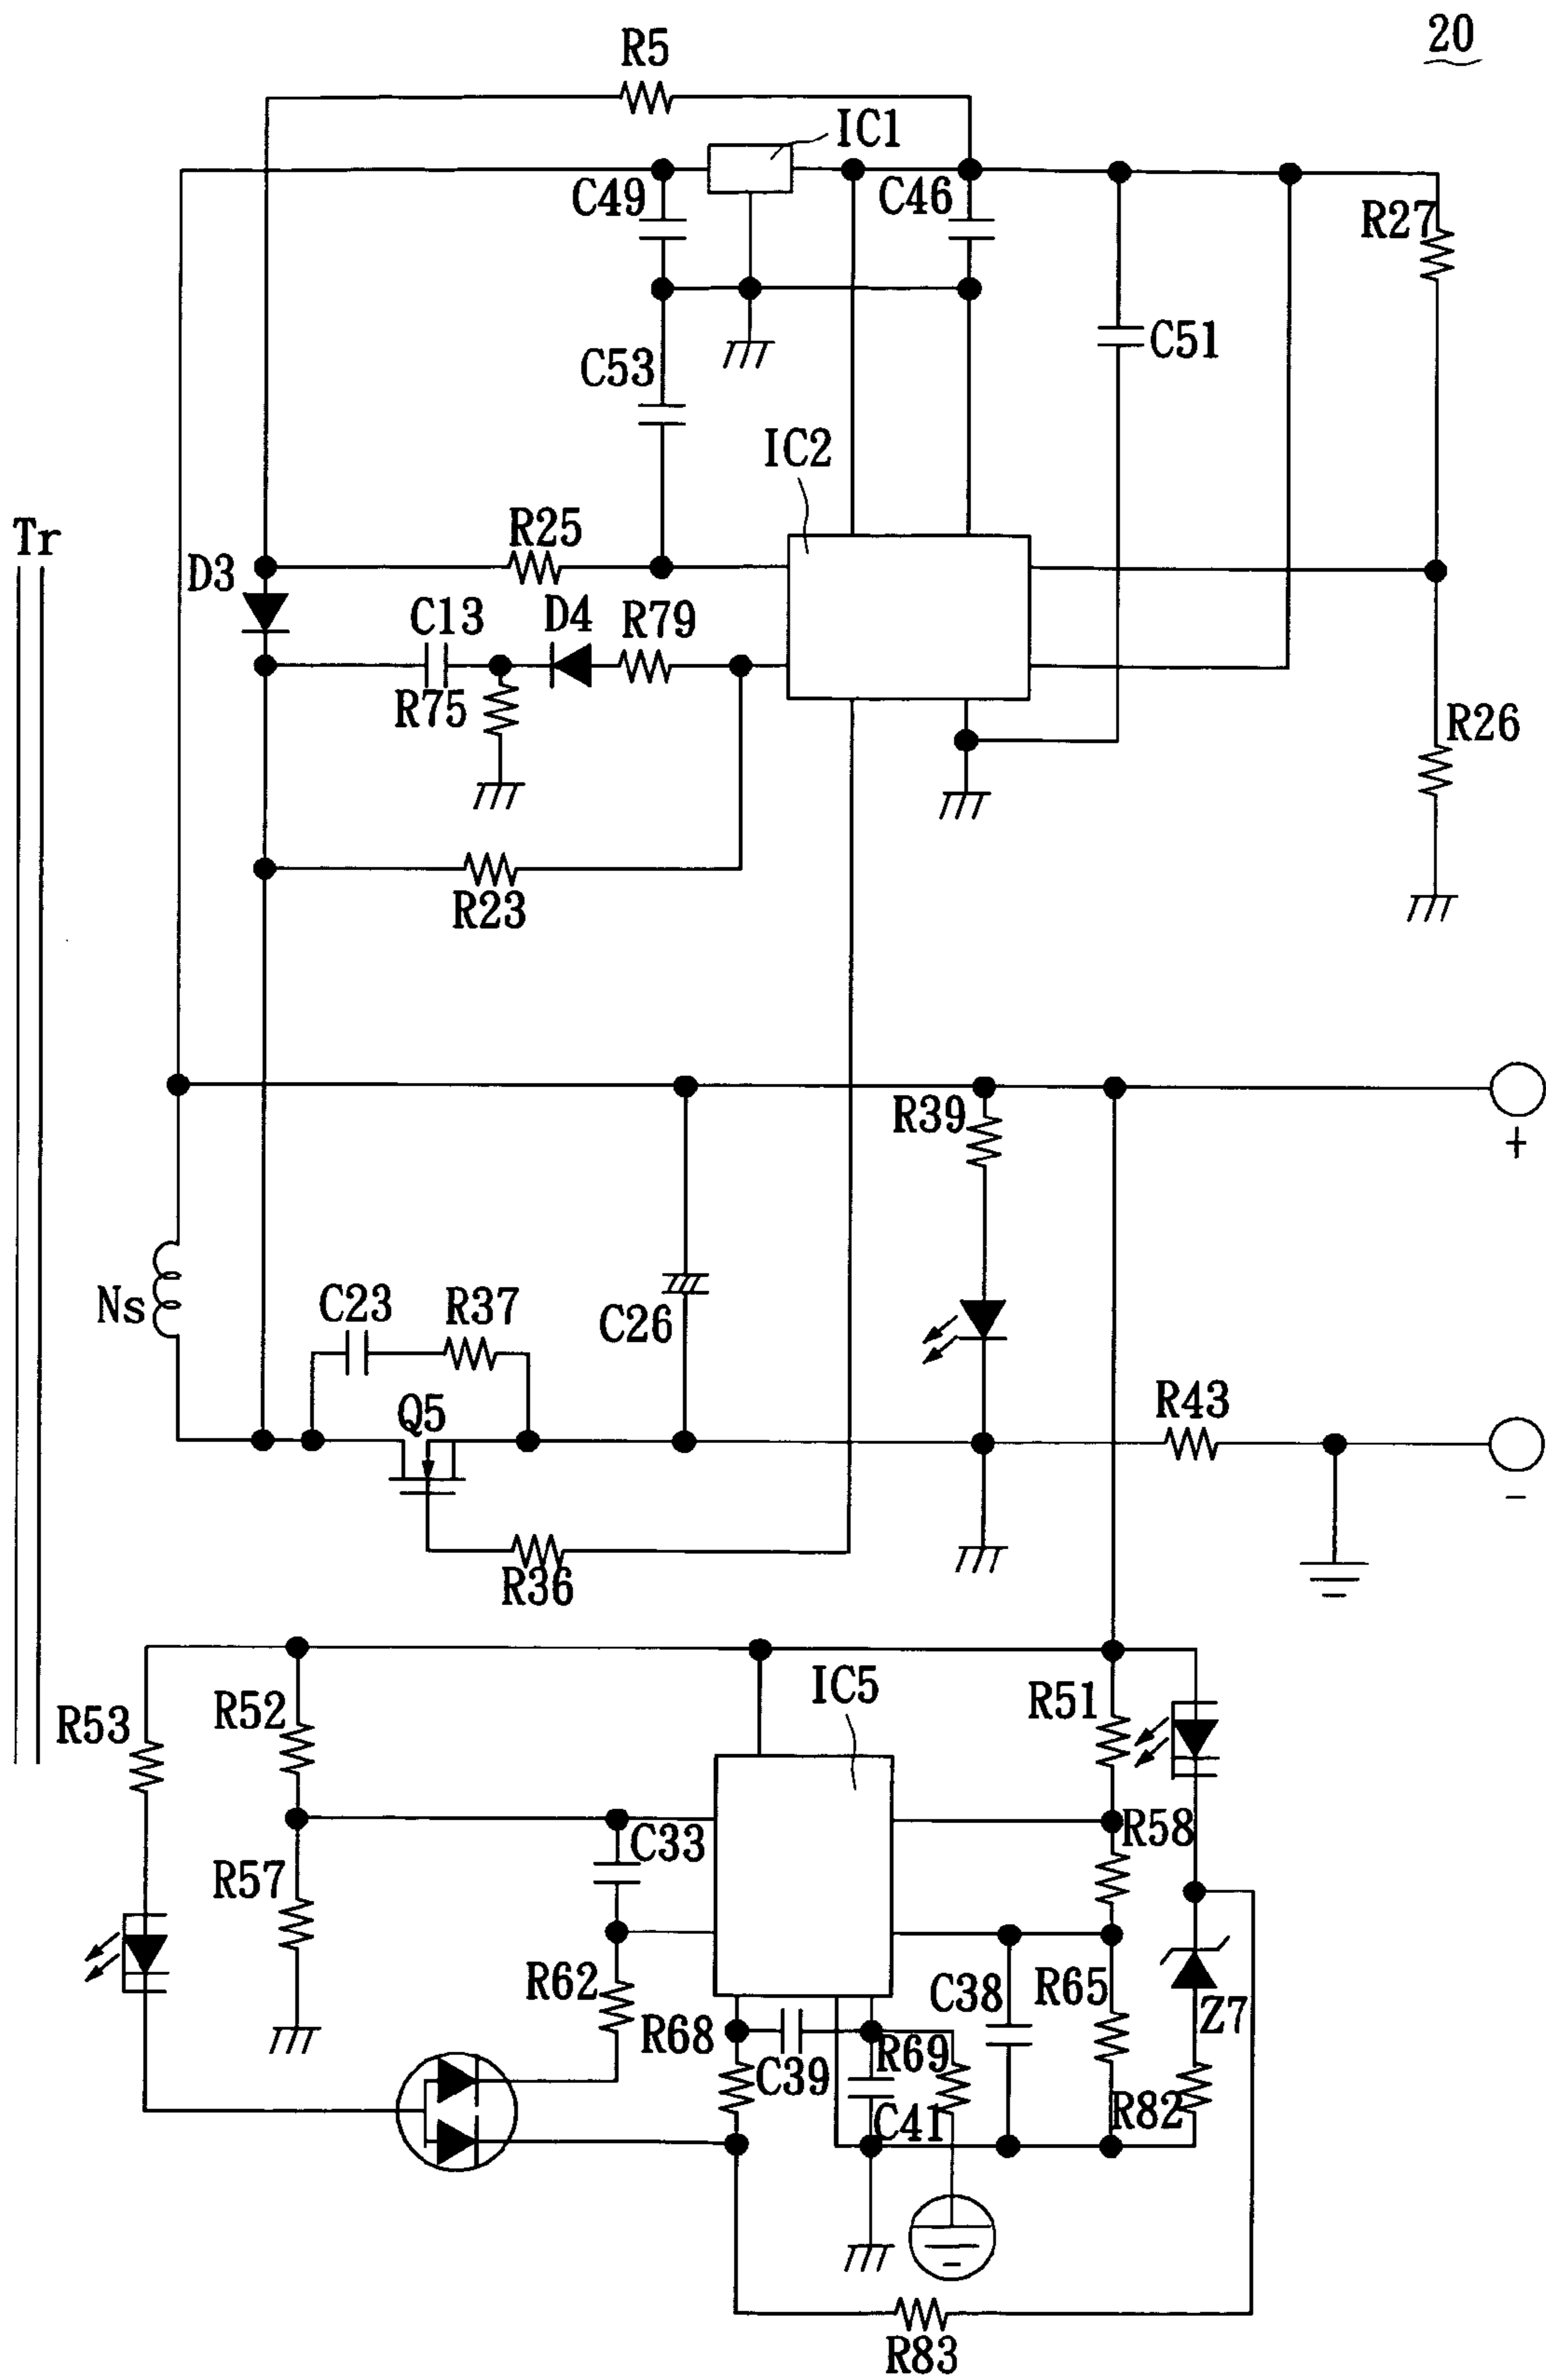 20
R5
IC1
C49
C46
R27
C53
C51
IC2
Tr
R25
D3
C13
D4
R79
R75
R26
R23
R39
+
Ns
C23
R37
C26
Q5
R43
-
R36
IC5
R53
R52
R51
C33
R58
R57
R62
R68
C38
R65
Z7
C39
R69
C41
R82
R83